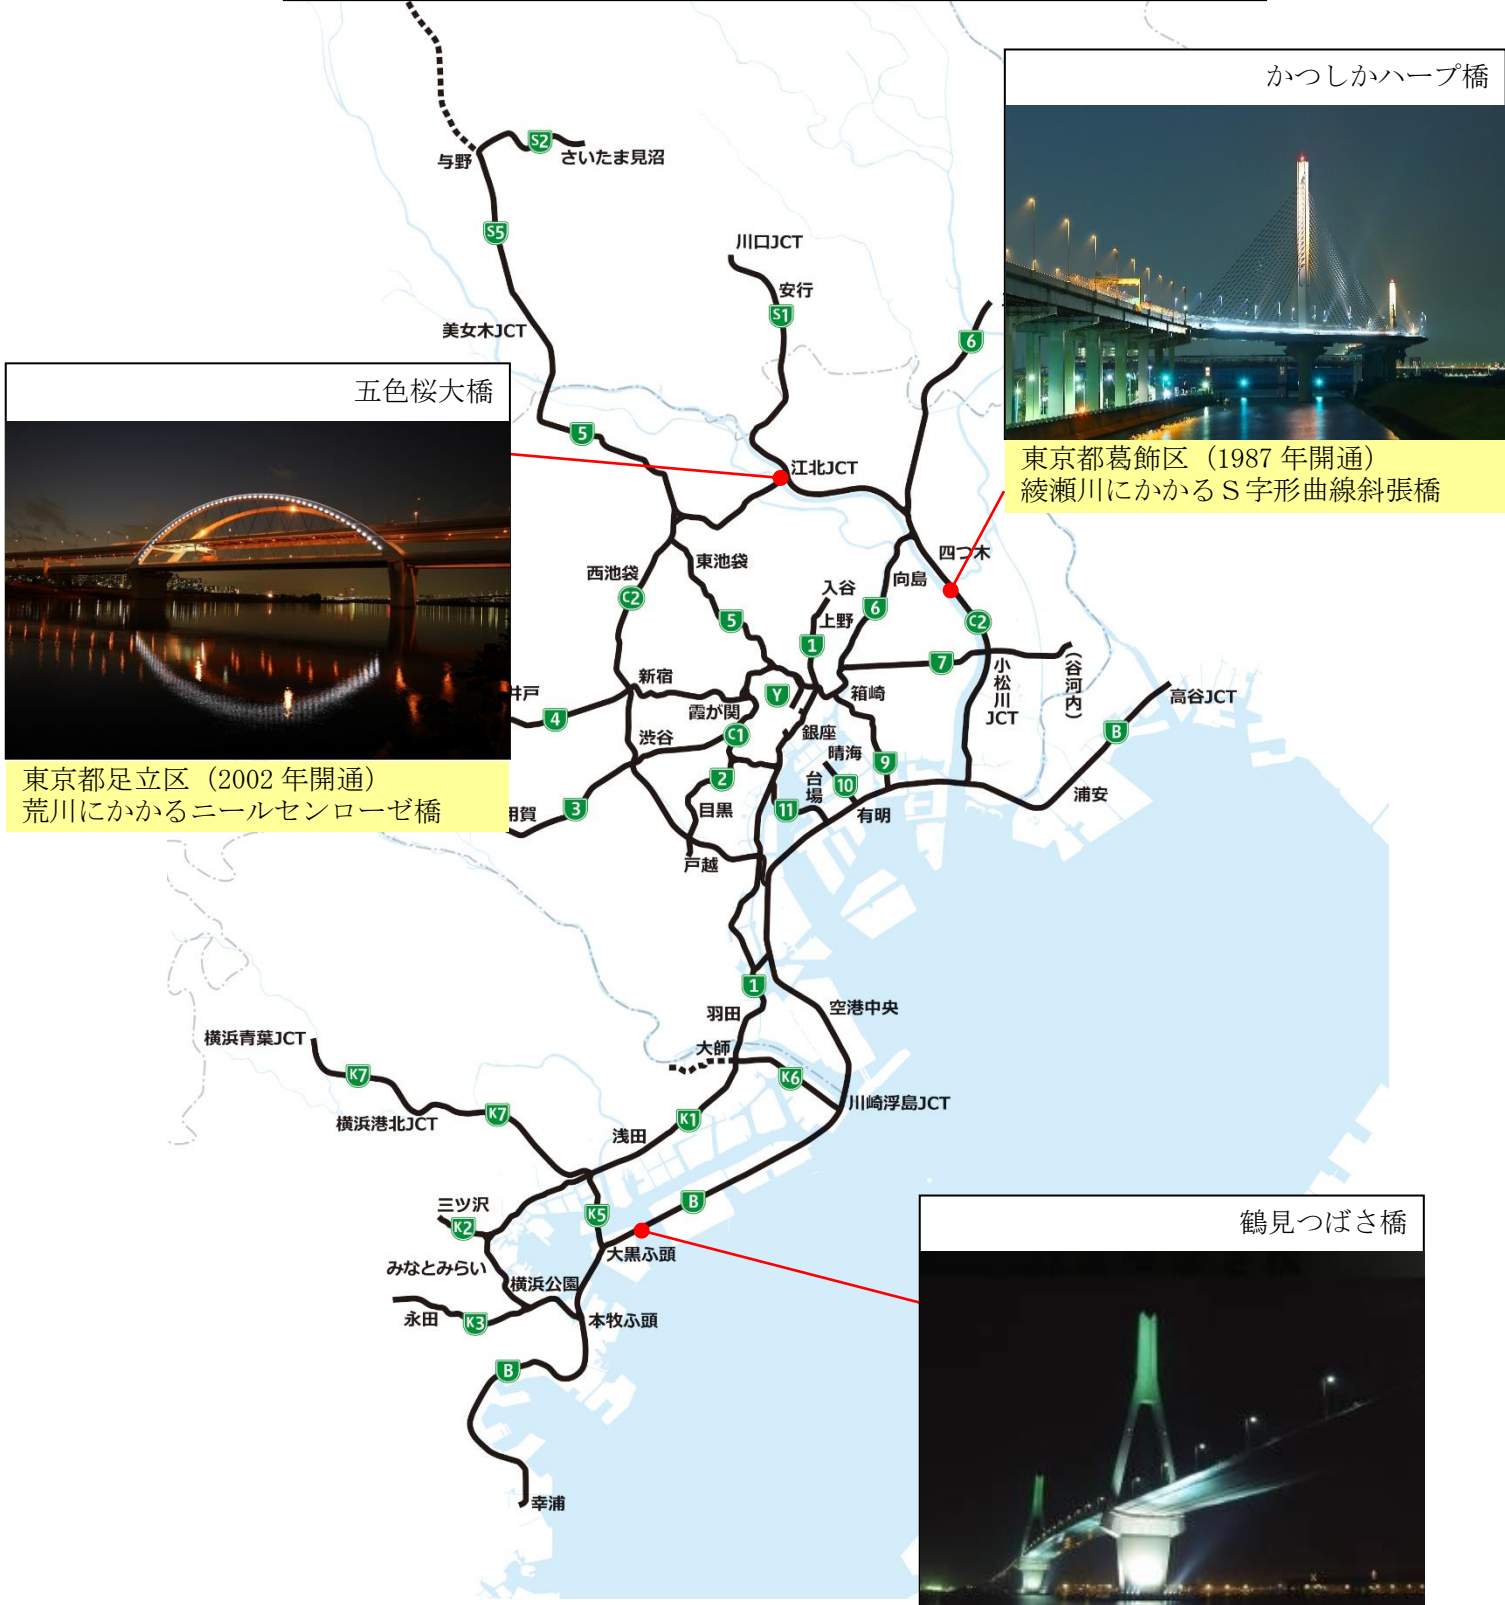 かつしかハープ橋
東京都葛飾区（1987 年開通）
綾瀬川にかかるＳ字形曲線斜張橋
五色桜大橋
東京都足立区（2002 年開通）
荒川にかかるニールセンローゼ橋
鶴見つばさ橋
S2
与野
さいたま見沼
S5
川口JCT
安行
S1
美女木JCT
6
5
江北JCT
四つ木
東池袋
西池袋
向島
入谷
C2
6
C2
5
上野
1
7
小松川JCT
(谷河内)
新宿
Y
箱崎
高谷JCT
井戸
4
霞が関
渋谷
C1
銀座
晴海
B
9
2
台場
10
浦安
用賀
3
目黒
11
有明
戸越
1
羽田
空港中央
横浜青葉JCT
大師
K7
K6
川崎浮島JCT
K7
横浜港北JCT
K1
浅田
三ツ沢
K2
K5
B
大黒ふ頭
みなとみらい
横浜公園
永田
K3
本牧ふ頭
B
幸浦